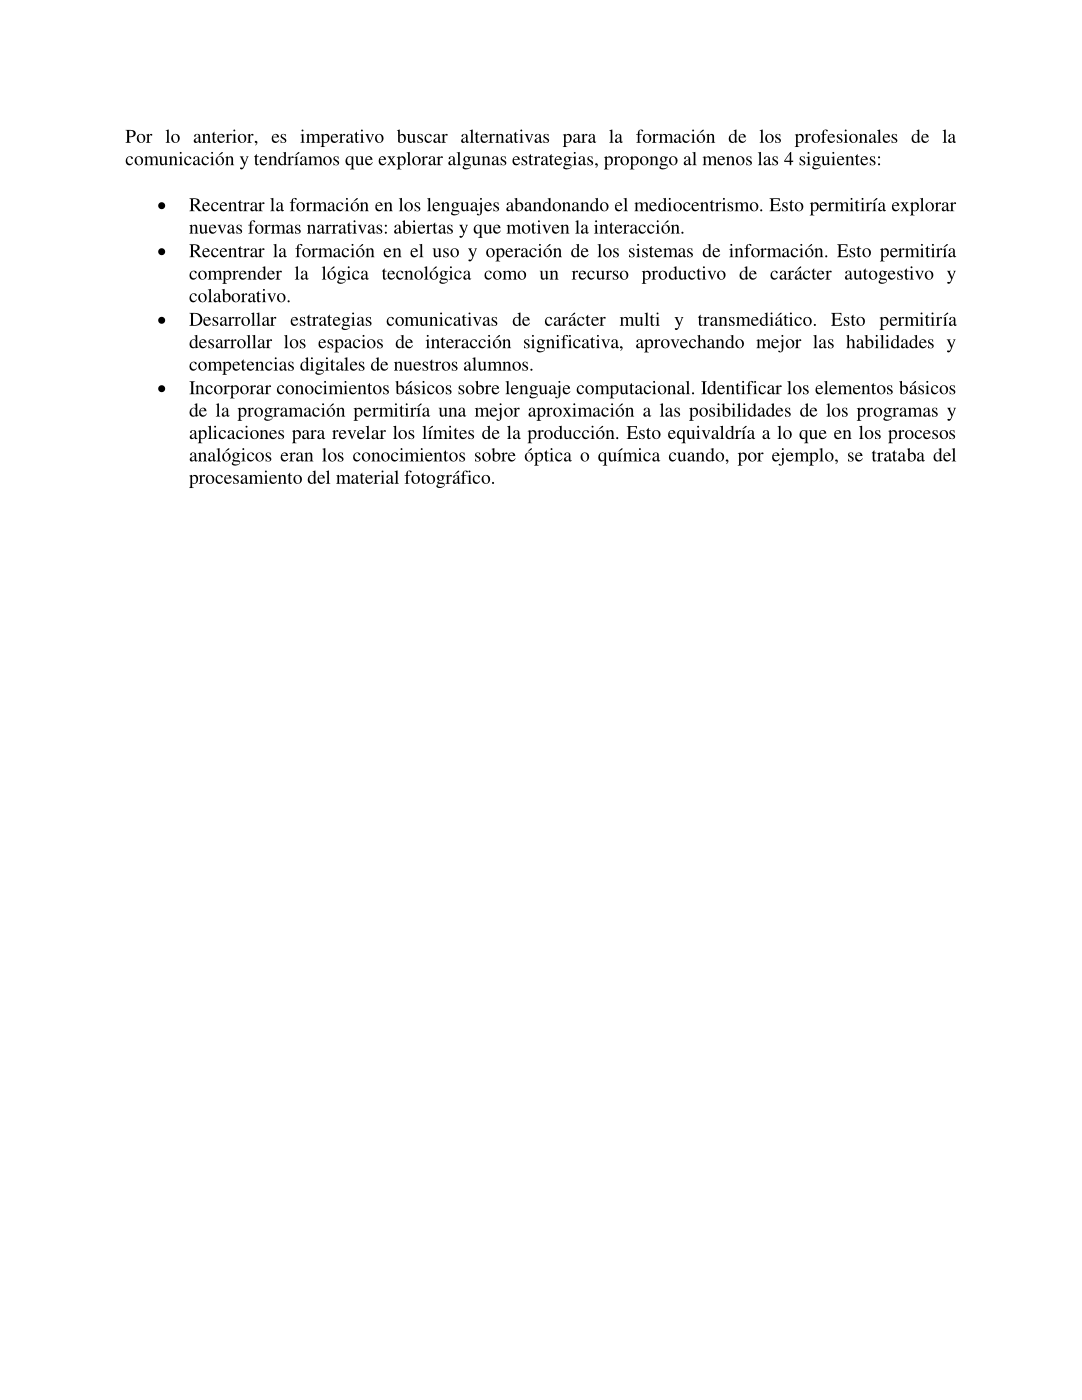 Por lo anterior, es imperativo buscar alternativas para la formación de los profesionales de la
comunicación y tendríamos que explorar algunas estrategias, propongo al menos las 4 siguientes:
• Recentrar la formación en los lenguajes abandonando el mediocentrismo. Esto permitiría explorar
nuevas formas narrativas: abiertas y que motiven la interacción.
• Recentrar la formación en el uso y operación de los sistemas de información. Esto permitiría
comprender la lógica tecnológica como un recurso productivo de carácter autogestivo y
colaborativo.
• Desarrollar estrategias comunicativas de carácter multi y transmediático. Esto permitiría
desarrollar los espacios de interacción significativa, aprovechando mejor las habilidades y
competencias digitales de nuestros alumnos.
• Incorporar conocimientos básicos sobre lenguaje computacional. Identificar los elementos básicos
de la programación permitiría una mejor aproximación a las posibilidades de los programas y
aplicaciones para revelar los límites de la producción. Esto equivaldría a lo que en los procesos
analógicos eran los conocimientos sobre óptica o química cuando, por ejemplo, se trataba del
procesamiento del material fotográfico.